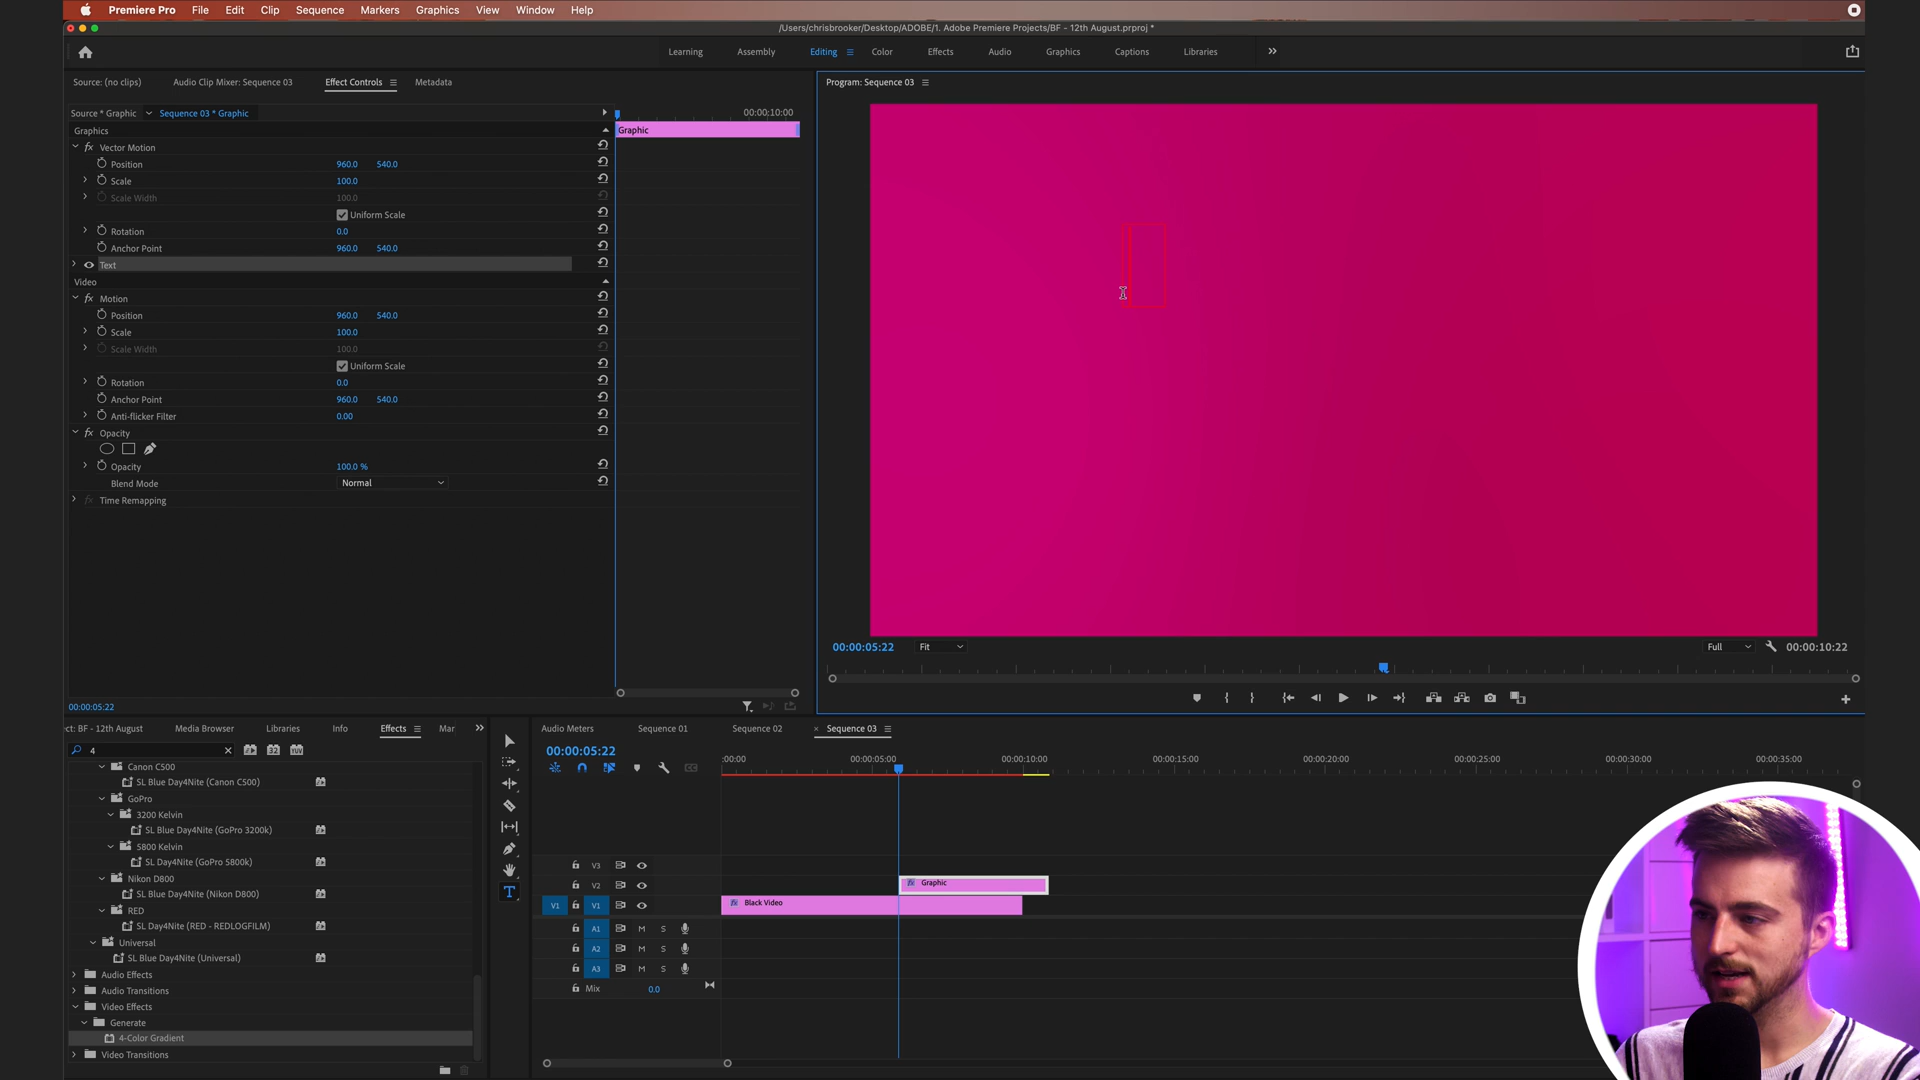 Premiere Pro File Edit Clip Sequence Markers Graphics View Window Help
/Users/chrisbrooker/Desktop/ADOBE/1. Adobe Premiere Projects/BF - 12th August.prproj *
Learning Assembly Editing Color Effects Audio Graphics Captions Libraries
Source: (no clips) Audio Clip Mixer: Sequence 03 Effect Controls Metadata
Program: Sequence 03
Source * Graphic Sequence 03 * Graphic 00:00:10:00
Graphics Graphic
fx Vector Motion
Position 960.0 540.0
Scale 100.0
Scale Width 100.0
Uniform Scale
Rotation 0.0
Anchor Point 960.0 540.0
Text
Video
fx Motion
Position 960.0 540.0
Scale 100.0
Scale Width 100.0
Uniform Scale
Rotation 0.0
Anchor Point 960.0 540.0
Anti-flicker Filter 0.00
fx Opacity
Opacity 100.0 %
Blend Mode Normal
fx Time Remapping
00:00:05:22 Fit Full 00:00:10:22
00:00:05:22
ct: BF - 12th August Media Browser Libraries Info Effects Mar
4
Canon C500
SL Blue Day4Nite (Canon C500)
GoPro
3200 Kelvin
SL Blue Day4Nite (GoPro 3200k)
5800 Kelvin
SL Blue Day4Nite (GoPro 5800k)
Nikon D800
SL Blue Day4Nite (Nikon D800)
RED
SL Blue Day4Nite (RED - REDLOGFILM)
Universal
SL Blue Day4Nite (Universal)
Audio Effects
Audio Transitions
Video Effects
Generate
4-Color Gradient
Video Transitions
Audio Meters Sequence 01 Sequence 02 × Sequence 03
00:00:05:22
:00:00 00:00:05:00 00:00:10:00 00:00:15:00 00:00:20:00 00:00:25:00 00:00:30:00 00:00:35:00
V3
V2 fx Graphic
V1 V1 fx Black Video
A1 M S
A2 M S
A3 M S
Mix 0.0